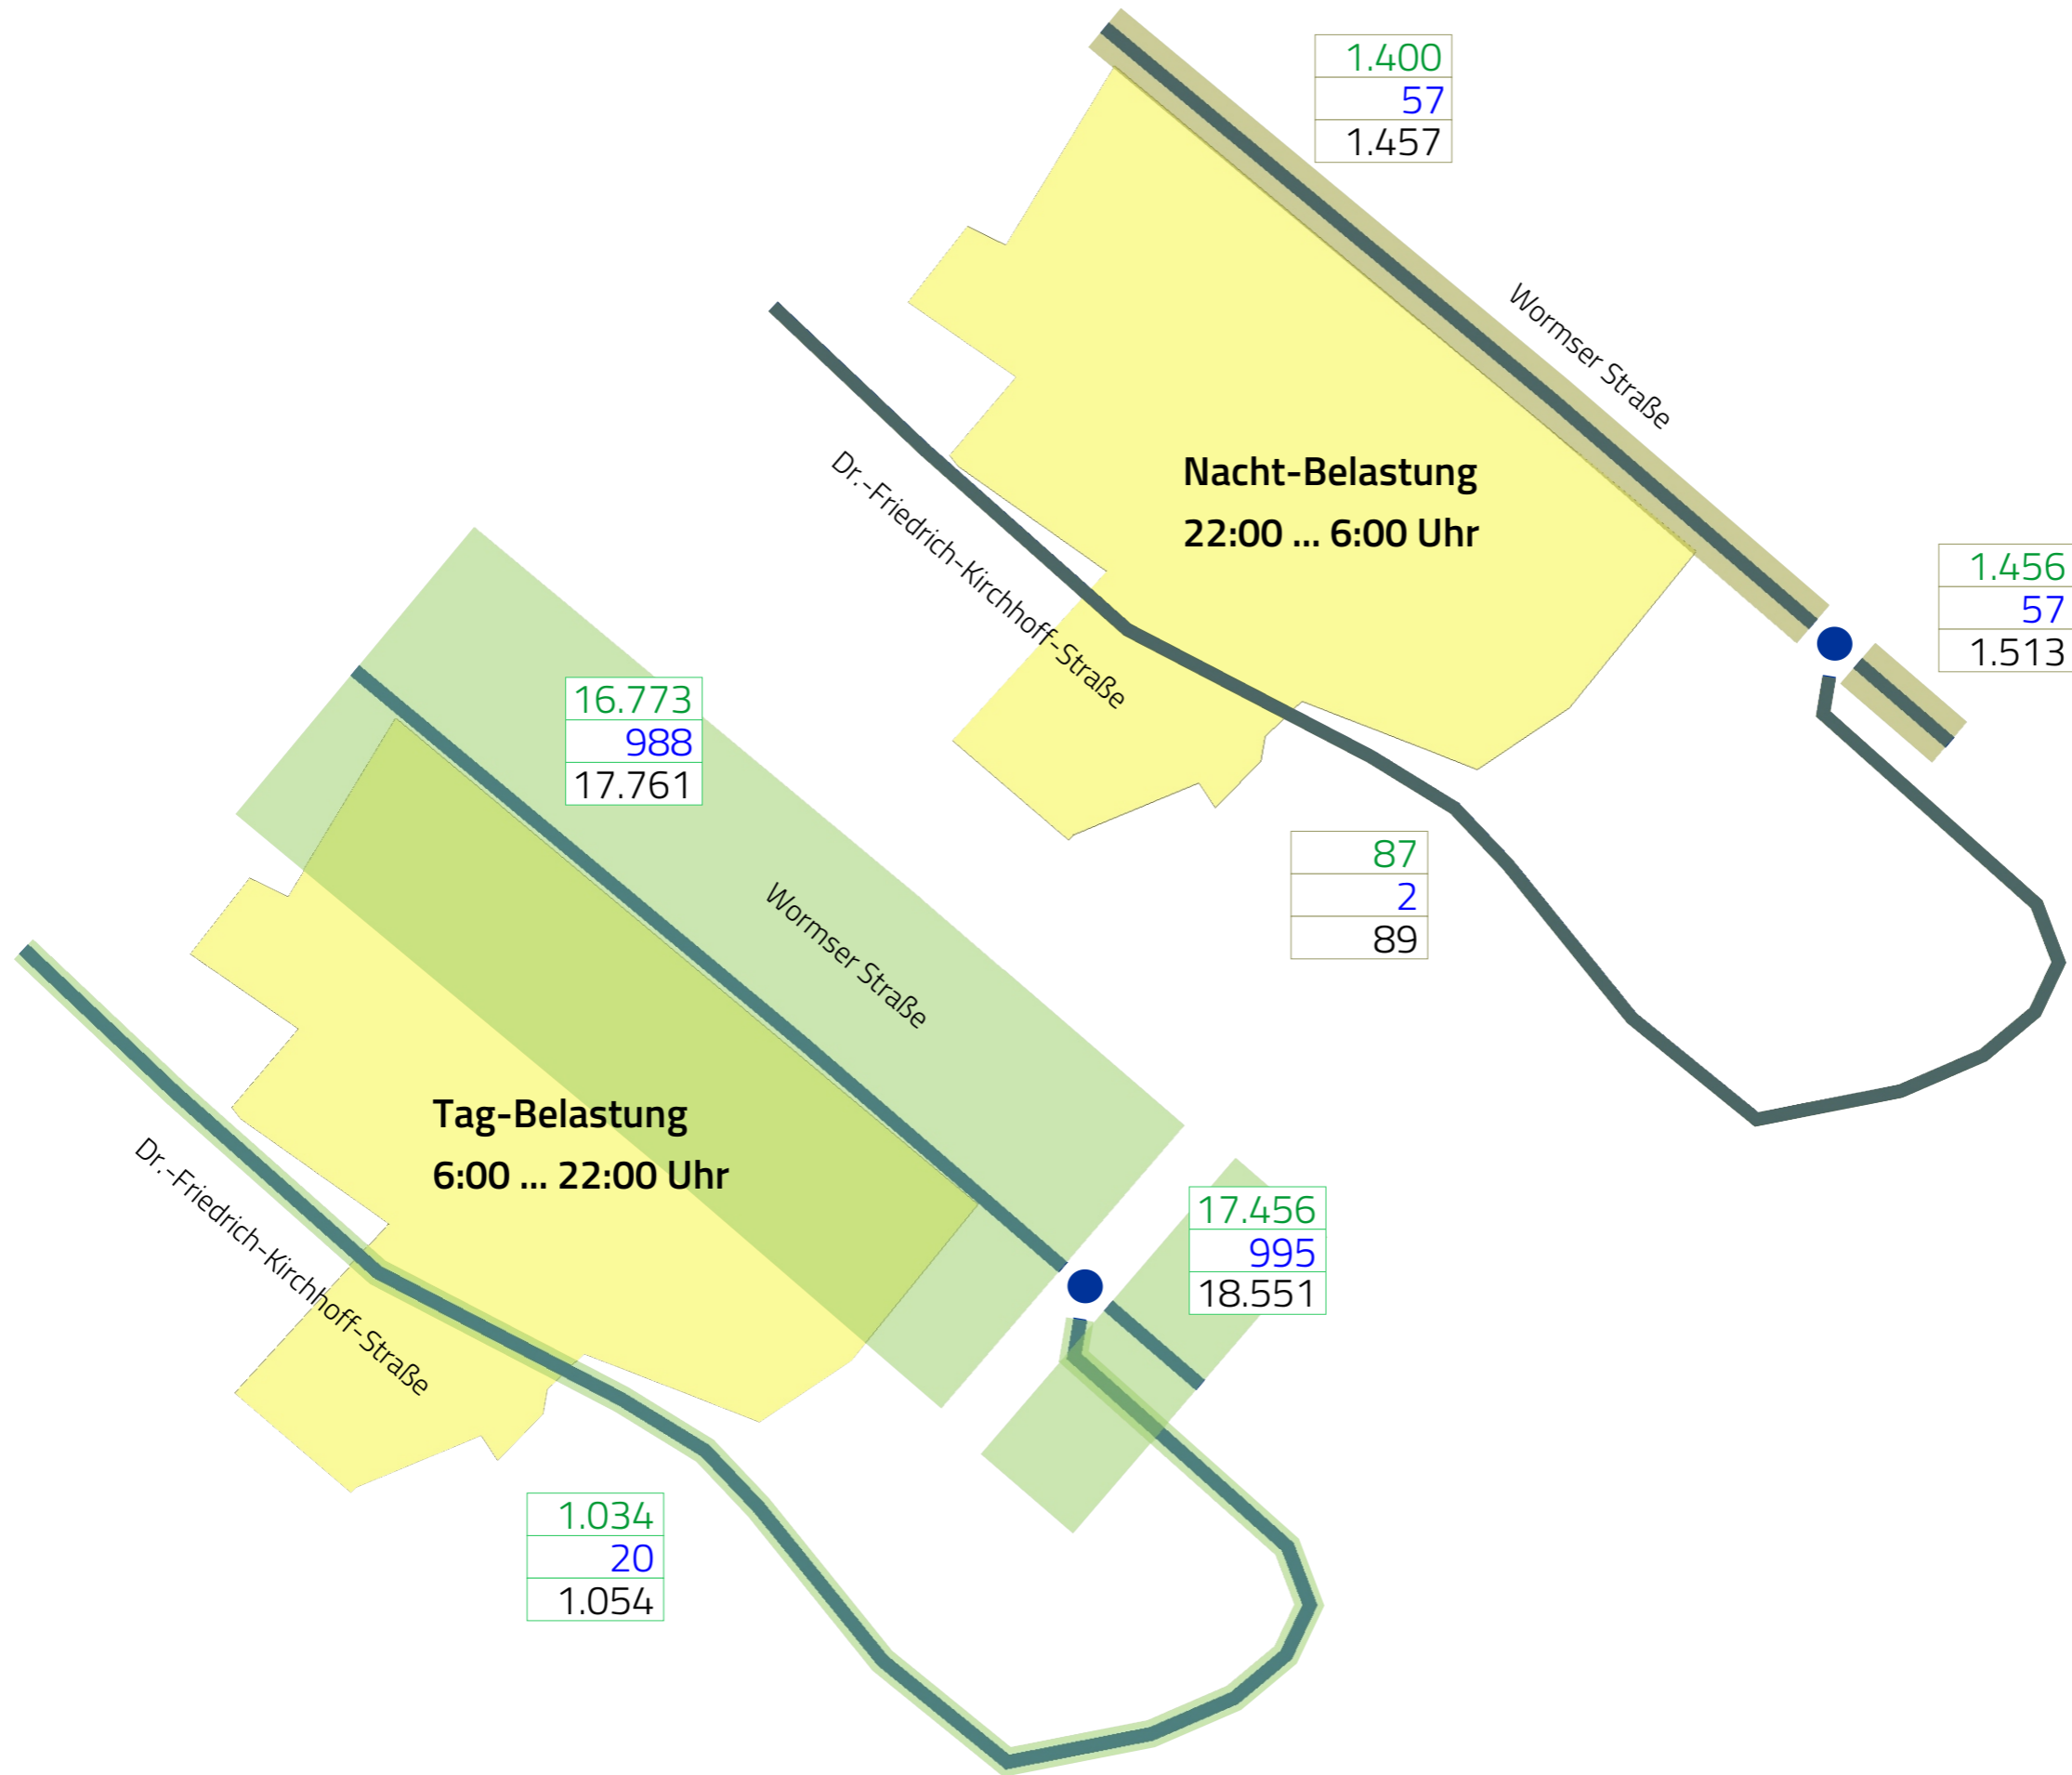 1.400
57
1.457
Wormser Straße
Nacht-Belastung
22:00 ... 6:00 Uhr
Dr.-Friedrich-Kirchhoff-Straße
1.456
57
1.513
87
2
89
16.773
988
17.761
Wormser Straße
Tag-Belastung
6:00 ... 22:00 Uhr
Dr.-Friedrich-Kirchhoff-Straße
17.456
995
18.551
1.034
20
1.054